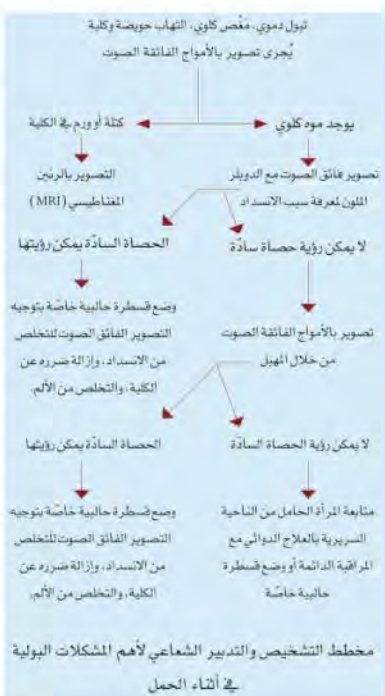 تبول دموي، مَغْص كلوي، التهاب حويضة وكلية
يُجرى تصوير بالأمواج الفائقة الصوت
يوجد موه كلوي
كتلة أو ورم في الكلية
تصوير فائق الصوت مع الدوبلر
الملون لمعرفة سبب الانسداد
التصوير بالرنين
المغناطيسي (MRI)
لا يمكن رؤية حصاة سادّة
الحصاة السادّة يمكن رؤيتها
تصوير بالأمواج الفائقة الصوت
من خلال المهبل
وضع قسطرة حالبية خاصّة بتوجيه
التصوير الفائق الصوت للتخلص
من الانسداد، وإزالة ضرره عن
الكلية، والتخلص من الألم.
لا يمكن رؤية الحصاة السادّة
الحصاة السادّة يمكن رؤيتها
متابعة المرأة الحامل من الناحية
السريرية بالعلاج الدوائي مع
المراقبة الدائمة أو وضع قسطرة
حالبية خاصّة
وضع قسطرة حالبية خاصّة بتوجيه
التصوير الفائق الصوت للتخلص
من الانسداد، وإزالة ضرره عن
الكلية، والتخلص من الألم.
مخطط التشخيص والتدبير الشعاعي لأهم المشكلات البولية
في أثناء الحمل